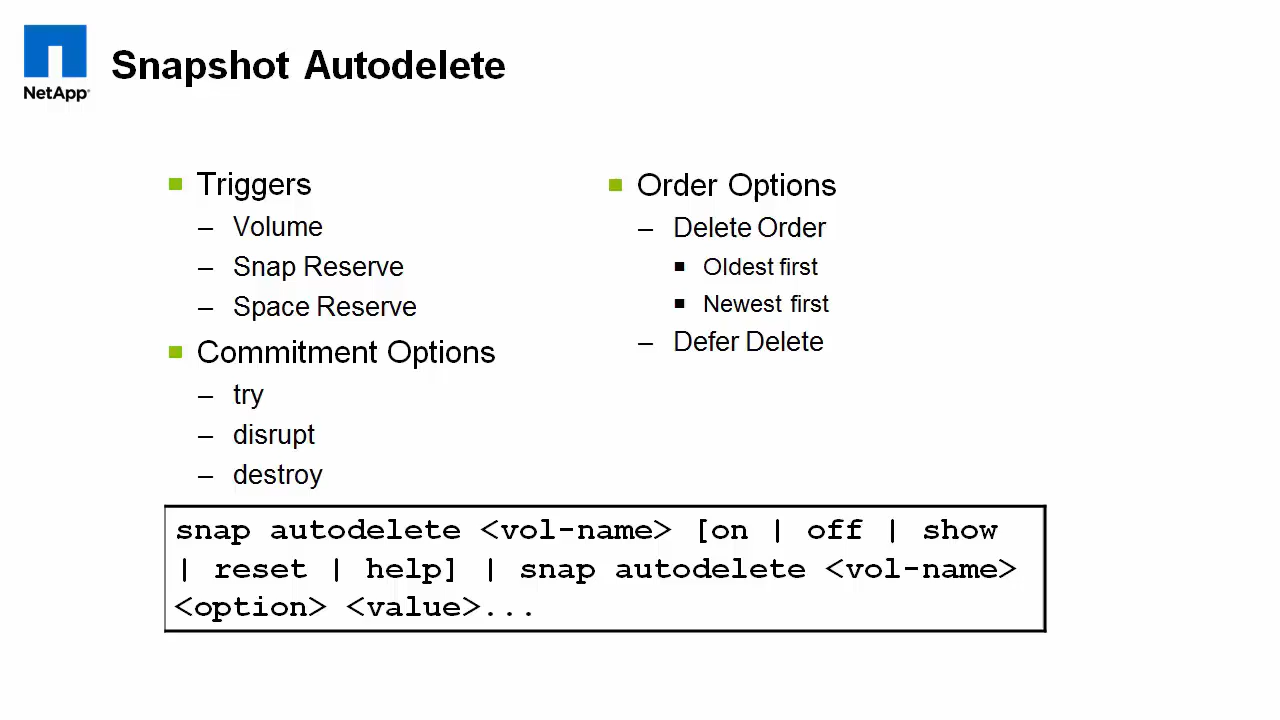 NetApp
Snapshot Autodelete
Triggers
– Volume
– Snap Reserve
– Space Reserve
Commitment Options
– try
– disrupt
– destroy
Order Options
– Delete Order
Oldest first
Newest first
– Defer Delete
snap autodelete <vol-name> [on | off | show
| reset | help] | snap autodelete <vol-name>
<option> <value>...